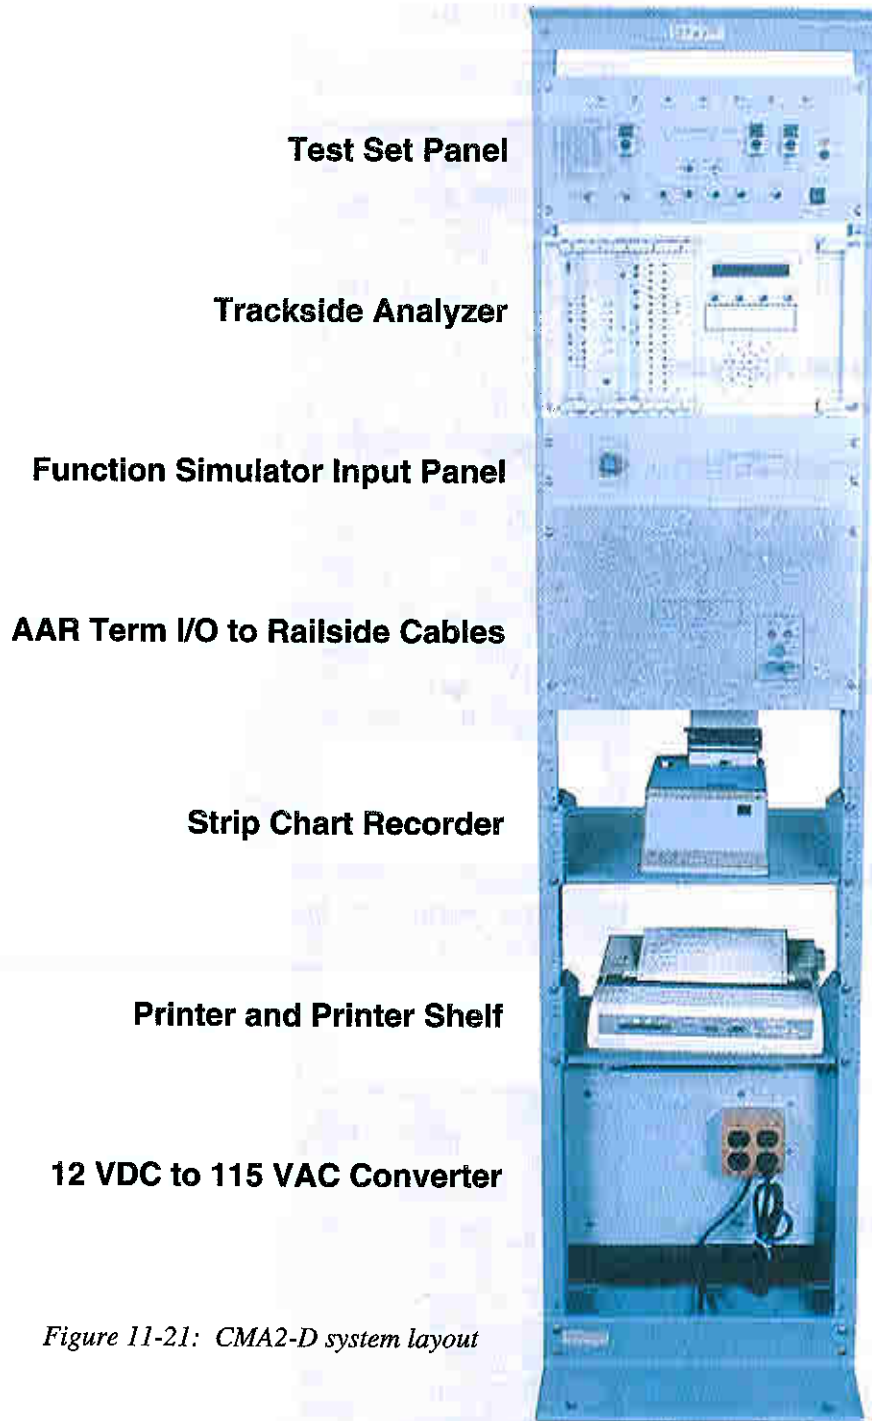 Test Set Panel
Trackside Analyzer
Function Simulator Input Panel
AAR Term I/O to Railside Cables
Strip Chart Recorder
Printer and Printer Shelf
12 VDC to 115 VAC Converter
Figure 11-21: CMA2-D system layout